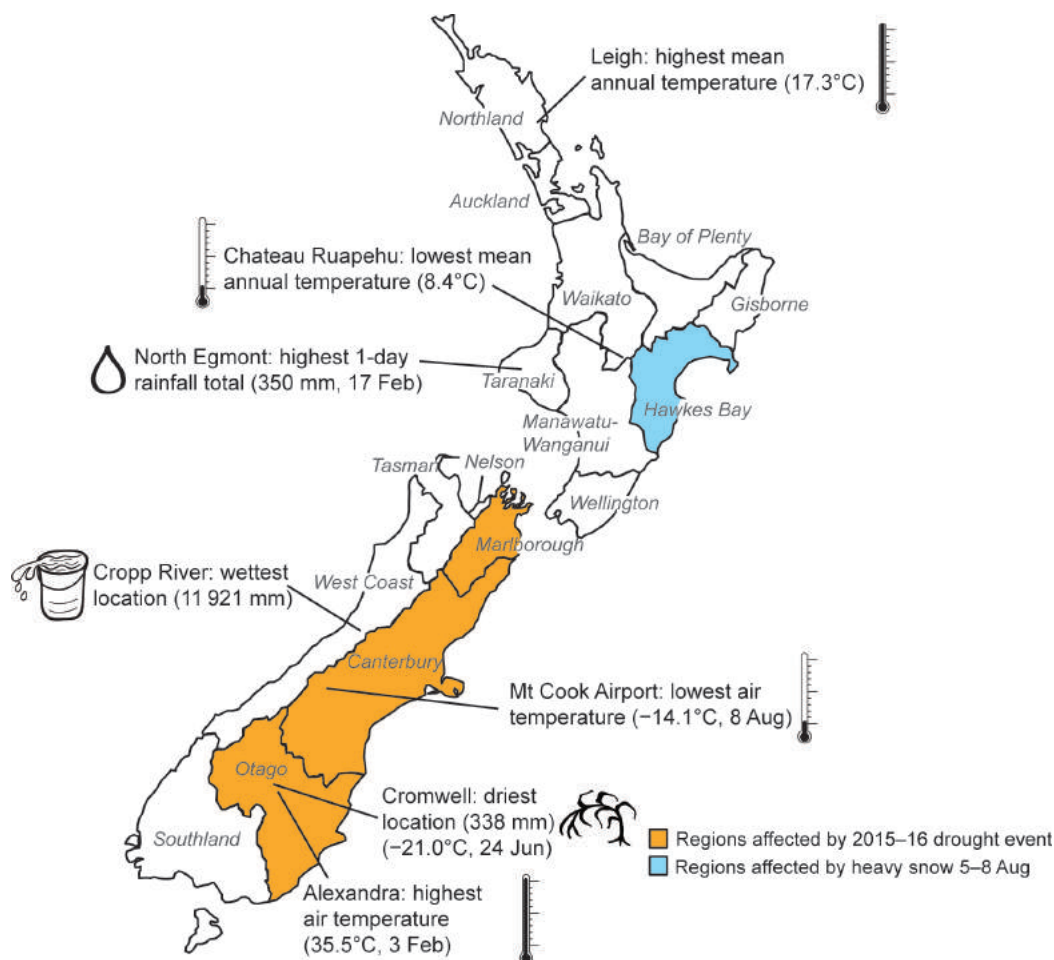 Leigh: highest mean
annual temperature (17.3°C)
Northland
Auckland
Bay of Plenty
Chateau Ruapehu: lowest mean
annual temperature (8.4°C)
Waikato
Gisborne
North Egmont: highest 1-day
rainfall total (350 mm, 17 Feb)
Taranaki
Hawkes Bay
Manawatu-
Wanganui
Tasman
Nelson
Wellington
Marlborough
Cropp River: wettest
location (11 921 mm)
West Coast
Canterbury
Mt Cook Airport: lowest air
temperature (−14.1°C, 8 Aug)
Otago
Cromwell: driest
location (338 mm)
(−21.0°C, 24 Jun)
Southland
Alexandra: highest
air temperature
(35.5°C, 3 Feb)
Regions affected by 2015–16 drought event
Regions affected by heavy snow 5–8 Aug